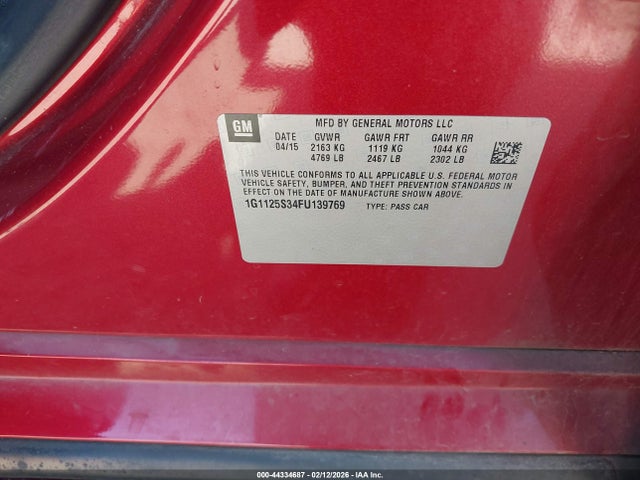 GM
MFD BY GENERAL MOTORS LLC
DATE GVWR GAWR FRT GAWR RR
04/15 2163 KG 1119 KG 1044 KG
4769 LB 2467 LB 2302 LB
THIS VEHICLE CONFORMS TO ALL APPLICABLE U.S. FEDERAL MOTOR
VEHICLE SAFETY, BUMPER, AND THEFT PREVENTION STANDARDS IN
EFFECT ON THE DATE OF MANUFACTURE SHOWN ABOVE.
1G1125S34FU139769 TYPE: PASS CAR
000-44334687 - 02/12/2026 - IAA Inc.